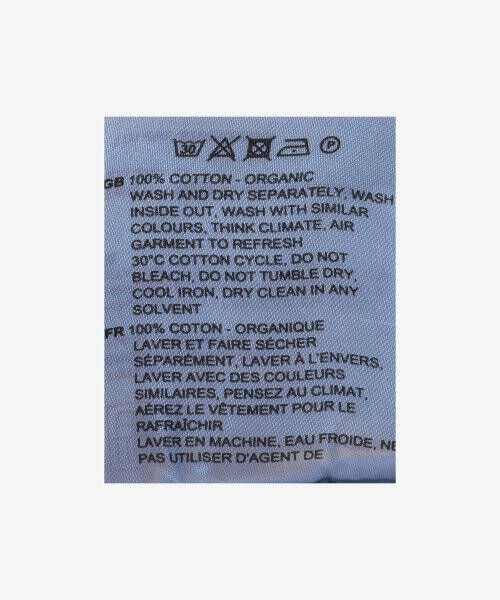 30 P
GB 100% COTTON - ORGANIC
WASH AND DRY SEPARATELY, WASH
INSIDE OUT, WASH WITH SIMILAR
COLOURS, THINK CLIMATE, AIR
GARMENT TO REFRESH
30°C COTTON CYCLE, DO NOT
BLEACH, DO NOT TUMBLE DRY,
COOL IRON, DRY CLEAN IN ANY
SOLVENT
FR 100% COTON - ORGANIQUE
LAVER ET FAIRE SÉCHER
SÉPARÉMENT, LAVER À L'ENVERS,
LAVER AVEC DES COULEURS
SIMILAIRES, PENSEZ AU CLIMAT,
AÉREZ LE VÊTEMENT POUR LE
RAFRAÎCHIR
LAVER EN MACHINE, EAU FROIDE, NE
PAS UTILISER D'AGENT DE